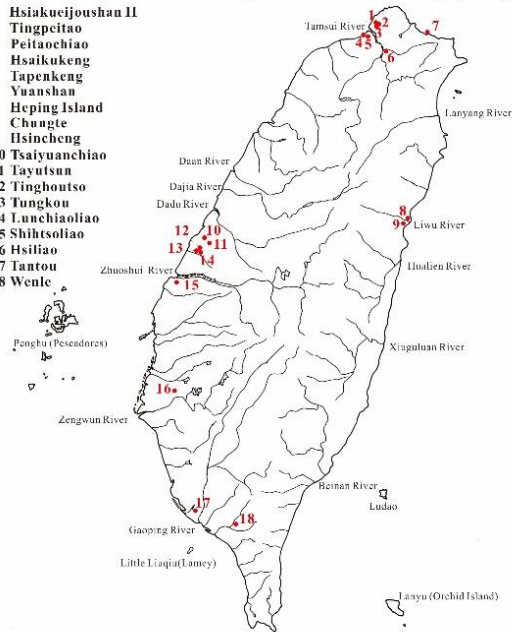 Hsiakueijoushan II
Tingpeitao
Peitaochiao
Hsaikukeng
Tapenkeng
Yuanshan
Heping Island
Chungte
Hsincheng
0 Tsaiyuanchiao
1 Tayutsun
2 Tinghoutso
3 Tungkou
4 Lunchiaoliao
5 Shihtsoliao
6 Hsiliao
7 Tantou
8 Wenle
1
2
Tamsui River
3
7
4
5
6
Lanyang River
Duan River
Dajia River
Dadu River
8
9
Liwu River
12
10
11
13
14
Hualien River
Zhuoshui River
15
Penghu (Pescadores)
Xiuguluan River
16
Zengwun River
Beinan River
Ludao
17
18
Gaoping River
Little Liuqiu(Lamey)
Lanyu (Orchid Island)